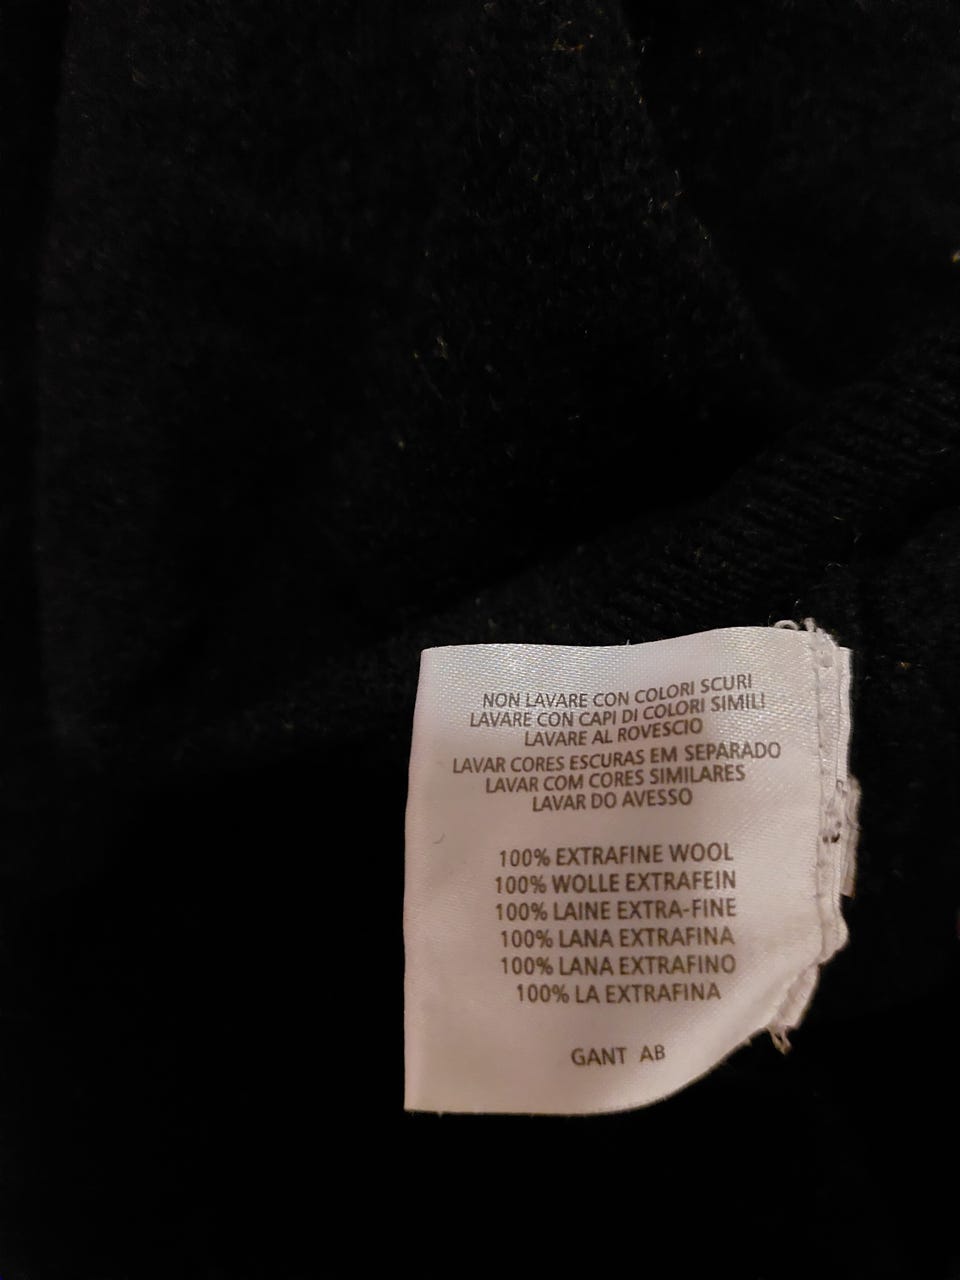 NON LAVARE CON COLORI SCURI
LAVARE CON CAPI DI COLORI SIMILI
LAVARE AL ROVESCIO
LAVAR CORES ESCURAS EM SEPARADO
LAVAR COM CORES SIMILARES
LAVAR DO AVESSO
100% EXTRAFINE WOOL
100% WOLLE EXTRAFEIN
100% LAINE EXTRA-FINE
100% LANA EXTRAFINA
100% LANA EXTRAFINO
100% LA EXTRAFINA
GANT AB